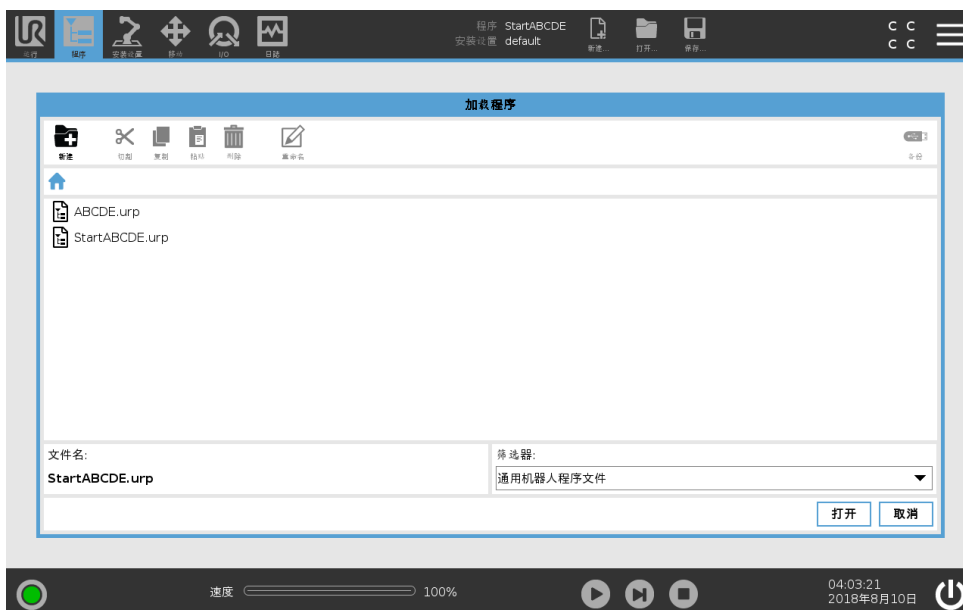 UR
运行 程序 安装设置 移动 I/O 日志
程序 StartABCDE
安装设置 default
新建... 打开... 保存...
C C
C C
加载程序
新建 切割 复制 粘贴 删除 重命名 备份
ABCDE.urp
StartABCDE.urp
文件名: 筛选器:
StartABCDE.urp 通用机器人程序文件
打开 取消
速度 100% 04:03:21
2018年8月10日